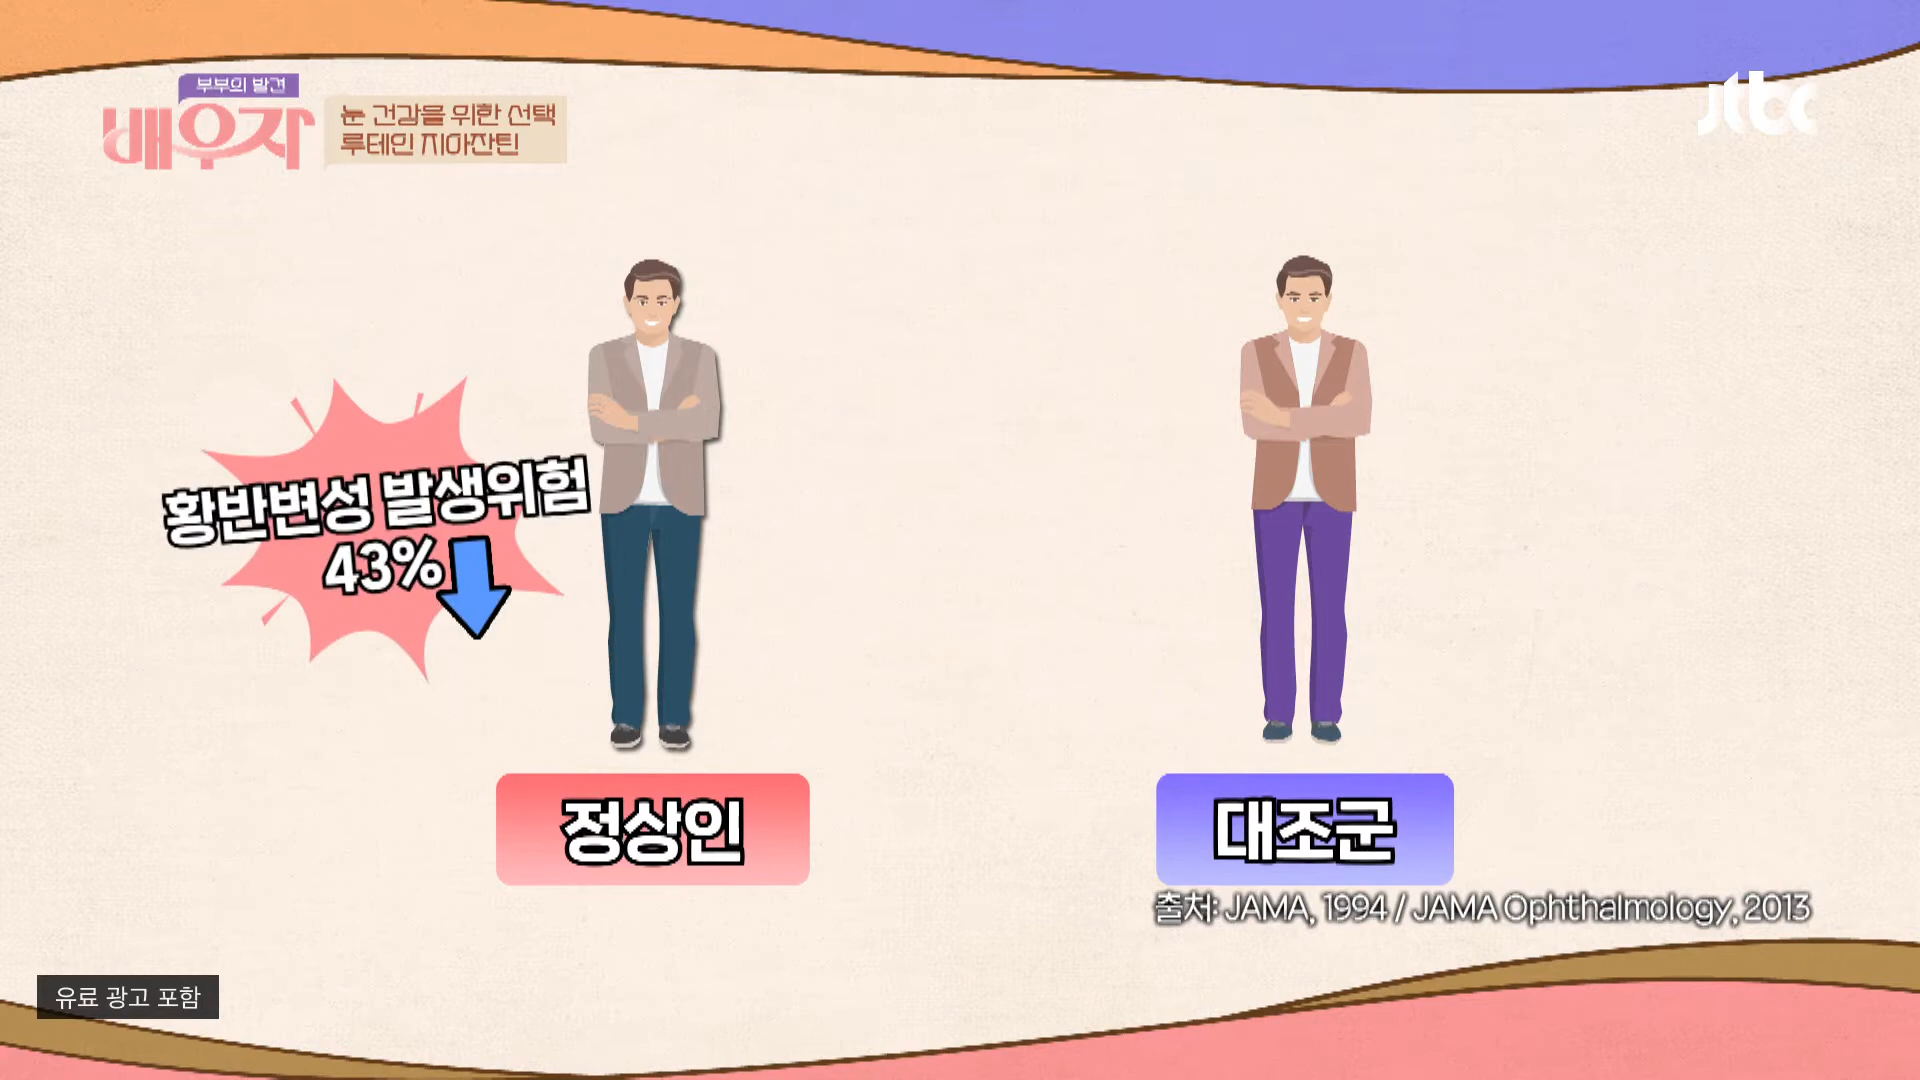 부부의 발견
배우자
눈 건강을 위한 선택
루테인 지아잔틴
jtbc
황반변성 발생위험
43%
정상인
대조군
출처: JAMA, 1994 / JAMA Ophthalmology, 2013
유료 광고 포함